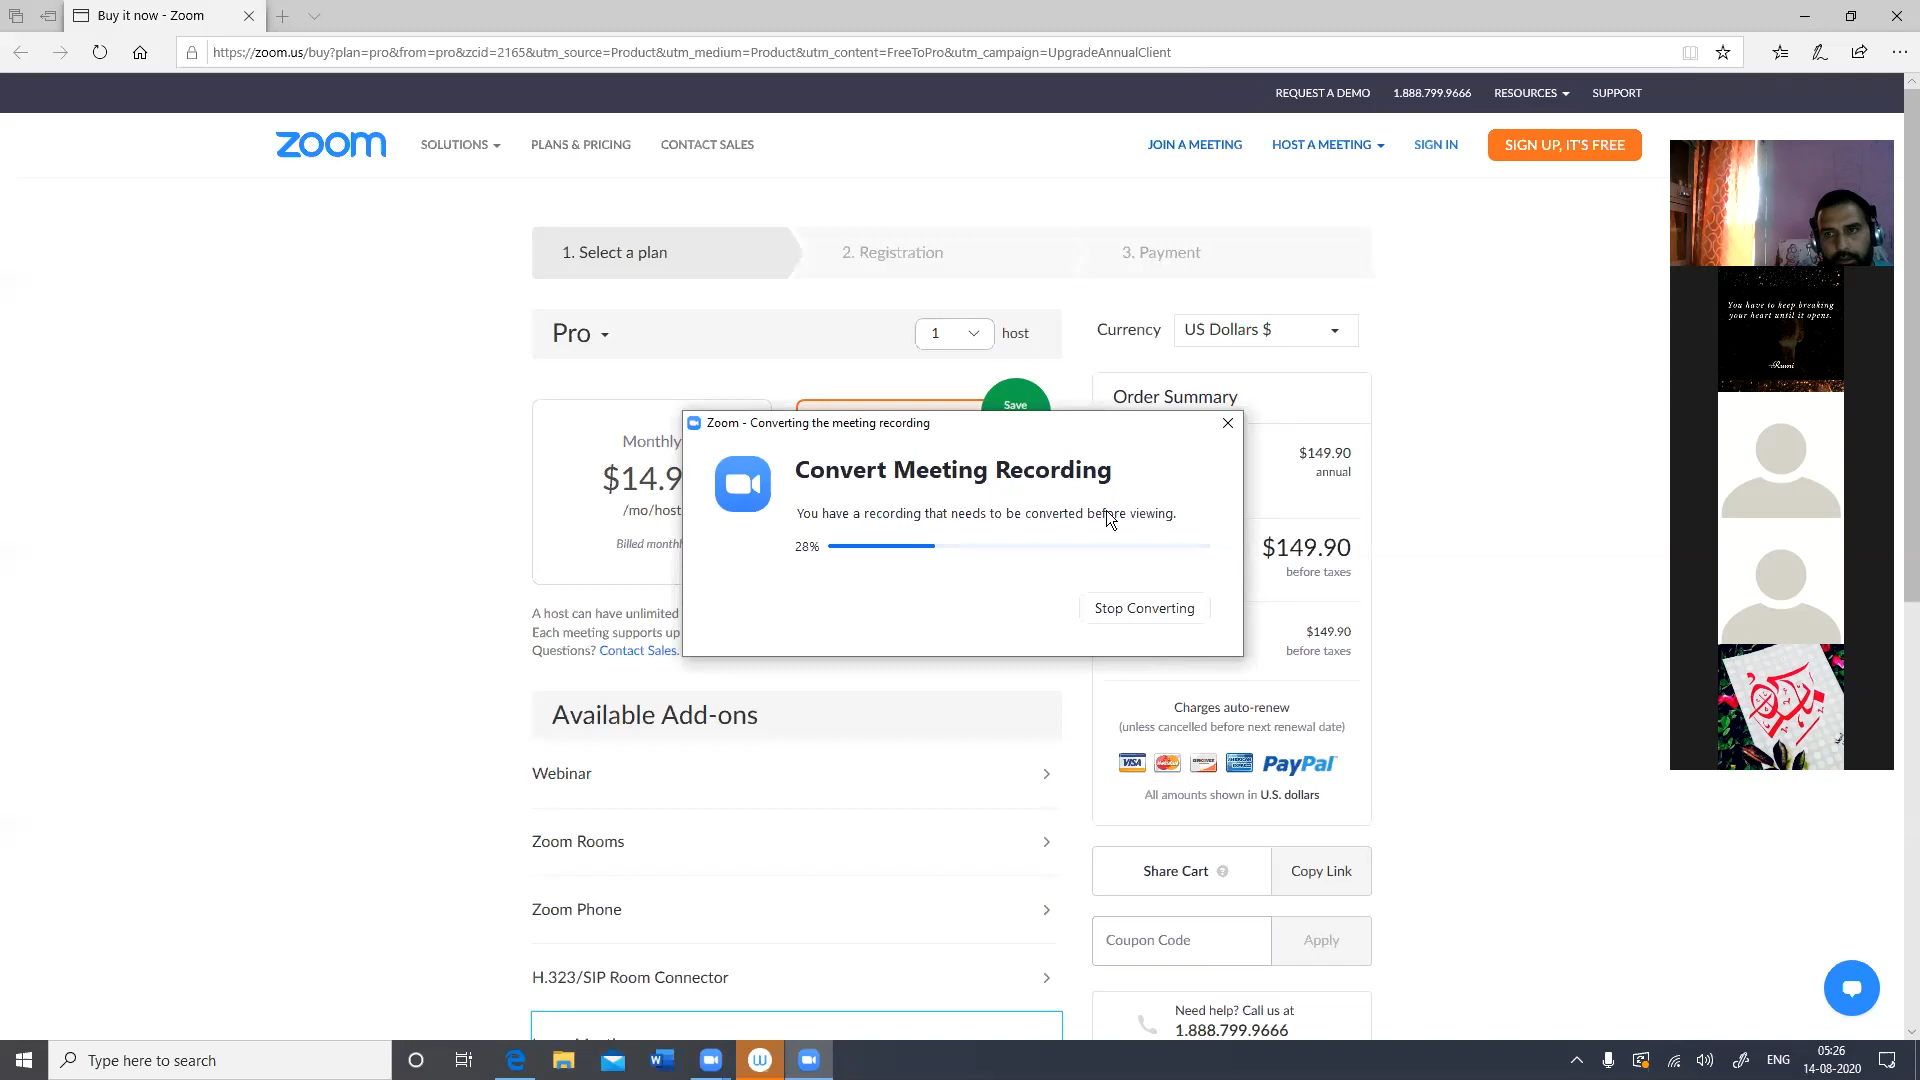 Buy it now - Zoom
https://zoom.us/buy?plan=pro&from=pro&zcid=2165&utm_source=Product&utm_medium=Product&utm_content=FreeToPro&utm_campaign=UpgradeAnnualClient
REQUEST A DEMO 1.888.799.9666 RESOURCES SUPPORT
zoom SOLUTIONS PLANS & PRICING CONTACT SALES JOIN A MEETING HOST A MEETING SIGN IN SIGN UP, IT'S FREE
1. Select a plan 2. Registration 3. Payment
Pro 1 host
Currency US Dollars $
Save
Monthly
$14.9
/mo/host
Billed month
A host can have unlimited
Each meeting supports up
Questions? Contact Sales.
Zoom - Converting the meeting recording
Convert Meeting Recording
You have a recording that needs to be converted before viewing.
28%
Stop Converting
Order Summary
$149.90
annual
$149.90
before taxes
$149.90
before taxes
Charges auto-renew
(unless cancelled before next renewal date)
VISA MasterCard DISCOVER AMERICAN EXPRESS PayPal
All amounts shown in U.S. dollars
Share Cart ? Copy Link
Coupon Code Apply
Need help? Call us at
1.888.799.9666
Available Add-ons
Webinar
Zoom Rooms
Zoom Phone
H.323/SIP Room Connector
You have to keep breaking
your heart until it opens.
-Rumi
Type here to search
ENG
05:26
14-08-2020